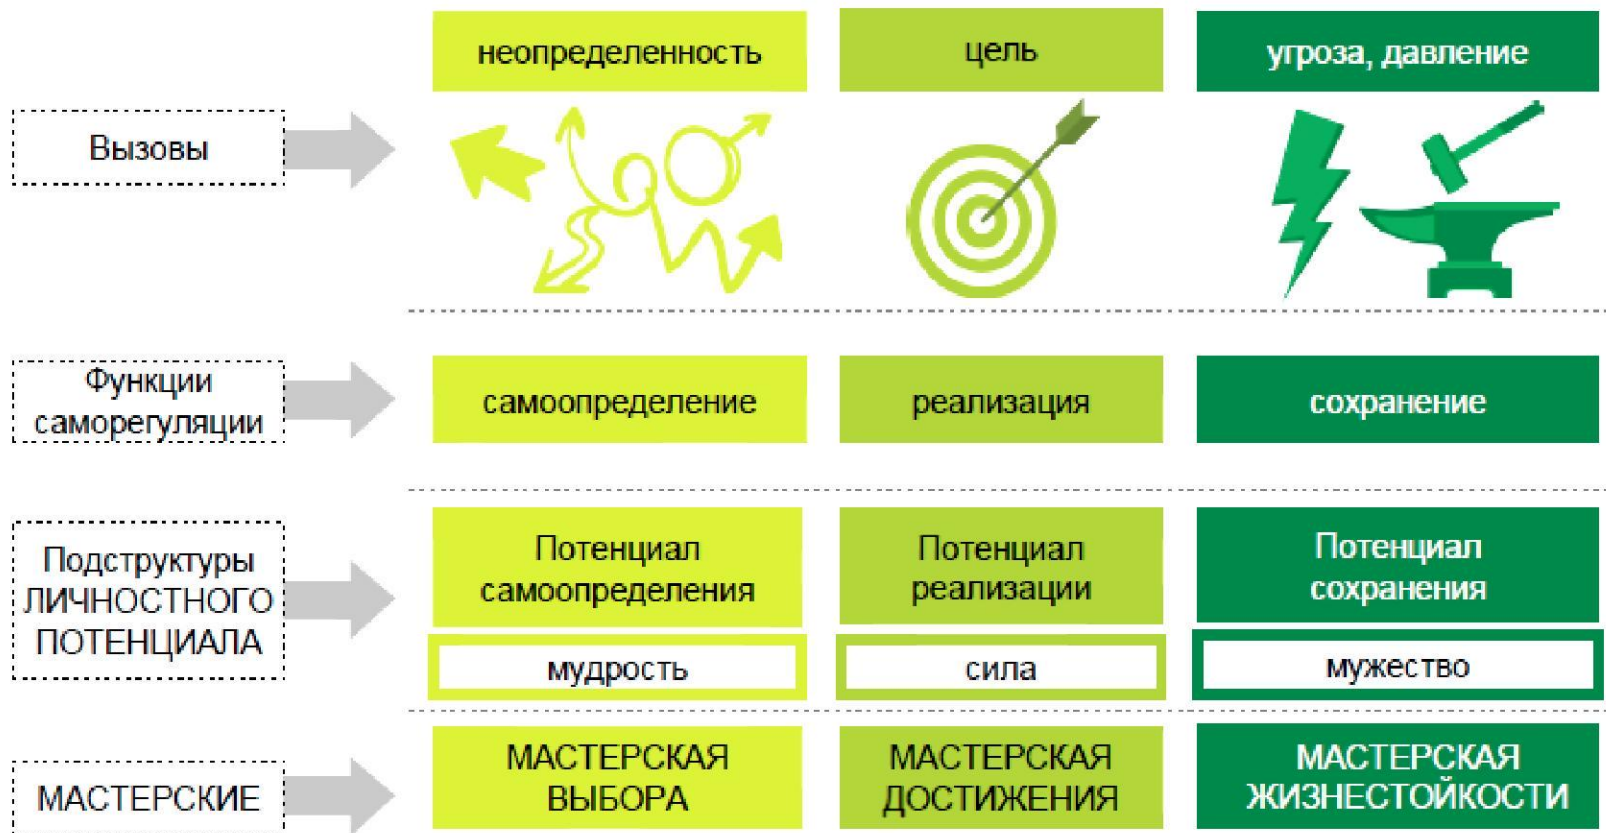 неопределенность
цель
угроза, давление
Вызовы
Функции
саморегуляции
самоопределение
реализация
сохранение
Подструктуры
ЛИЧНОСТНОГО
ПОТЕНЦИАЛА
Потенциал
самоопределения
Потенциал
реализации
Потенциал
сохранения
мудрость
сила
мужество
МАСТЕРСКИЕ
МАСТЕРСКАЯ
ВЫБОРА
МАСТЕРСКАЯ
ДОСТИЖЕНИЯ
МАСТЕРСКАЯ
ЖИЗНЕСТОЙКОСТИ